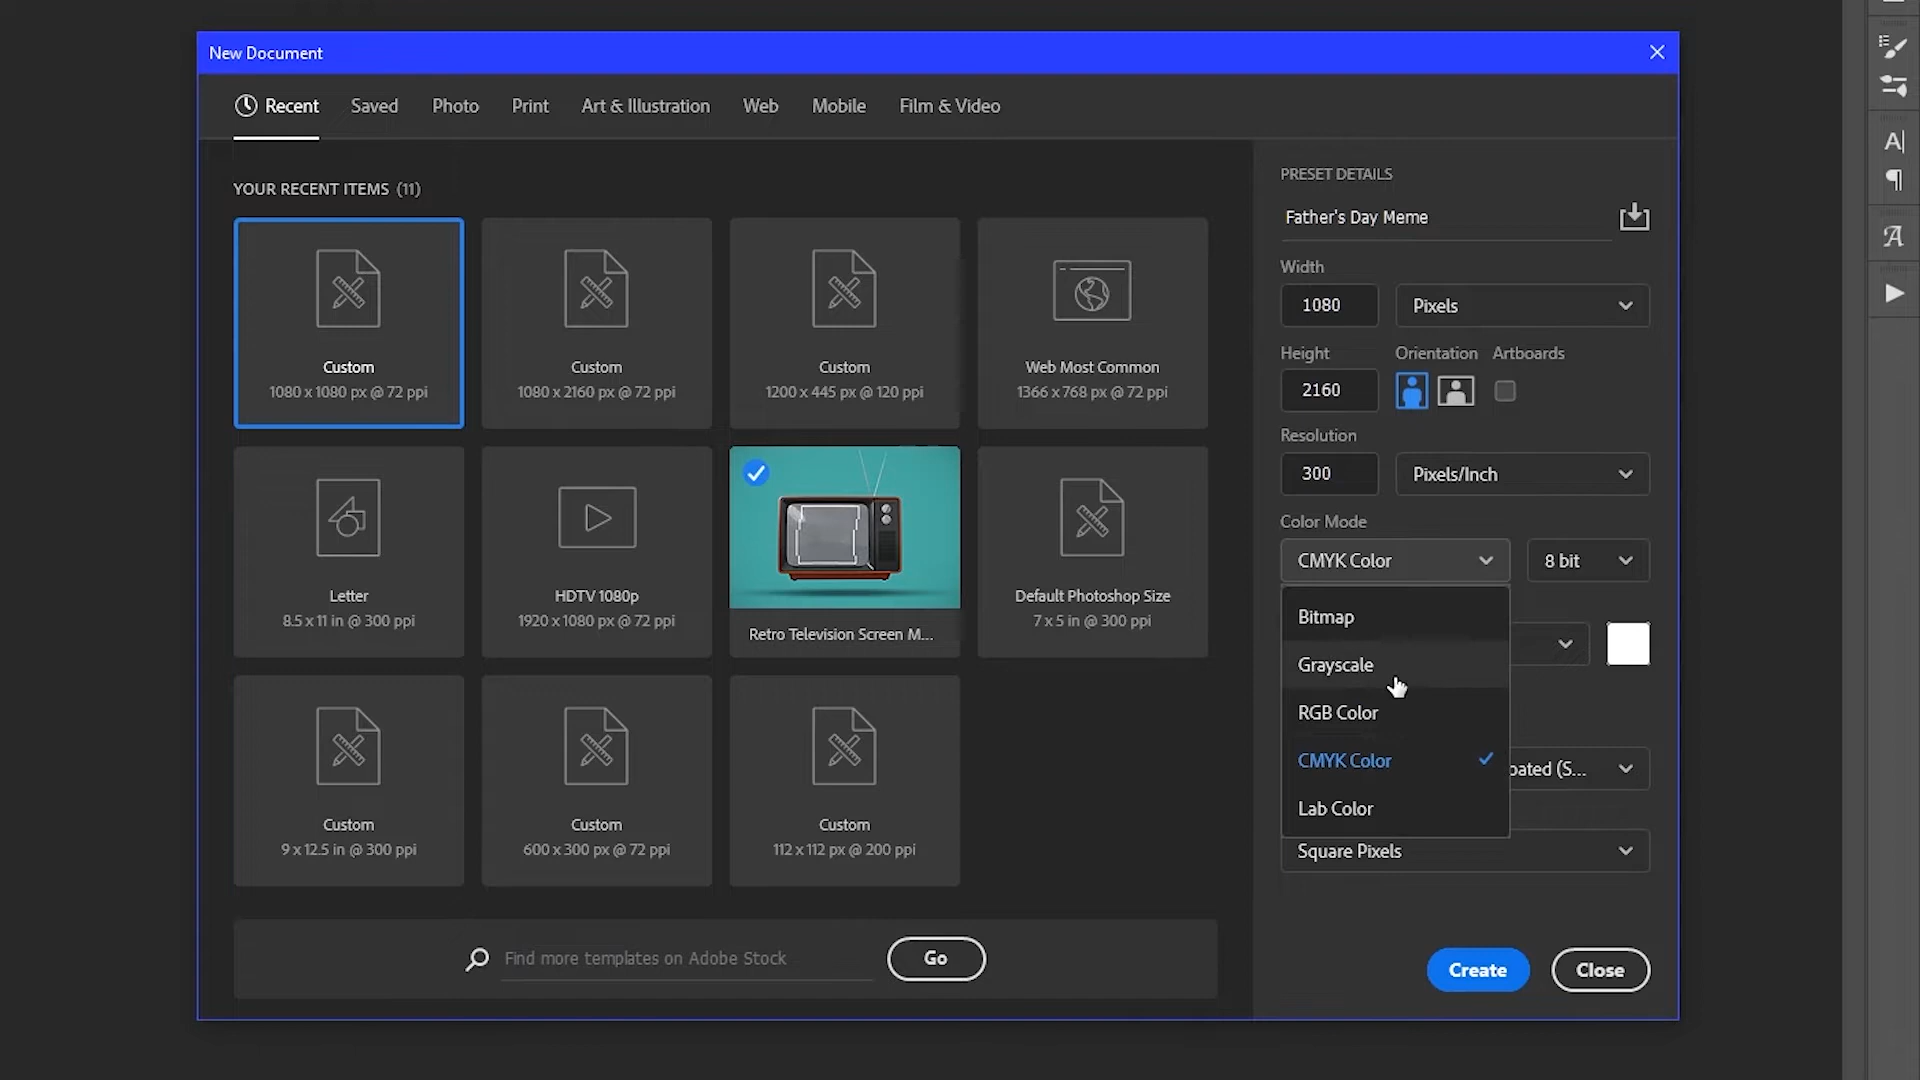 New Document
Recent Saved Photo Print Art & Illustration Web Mobile Film & Video
YOUR RECENT ITEMS (11)
Custom
1080 x 1080 px @ 72 ppi
Custom
1080 x 2160 px @ 72 ppi
Custom
1200 x 445 px @ 120 ppi
Web Most Common
1366 x 768 px @ 72 ppi
Letter
8.5 x 11 in @ 300 ppi
HDTV 1080p
1920 x 1080 px @ 72 ppi
Retro Television Screen M...
Default Photoshop Size
7 x 5 in @ 300 ppi
Custom
9 x 12.5 in @ 300 ppi
Custom
600 x 300 px @ 72 ppi
Custom
112 x 112 px @ 200 ppi
Find more templates on Adobe Stock
Go
PRESET DETAILS
Father's Day Meme
Width
1080 Pixels
Height Orientation Artboards
2160
Resolution
300 Pixels/Inch
Color Mode
CMYK Color 8 bit
Bitmap
Grayscale
RGB Color
CMYK Color
oated (S...
Lab Color
Square Pixels
Create Close